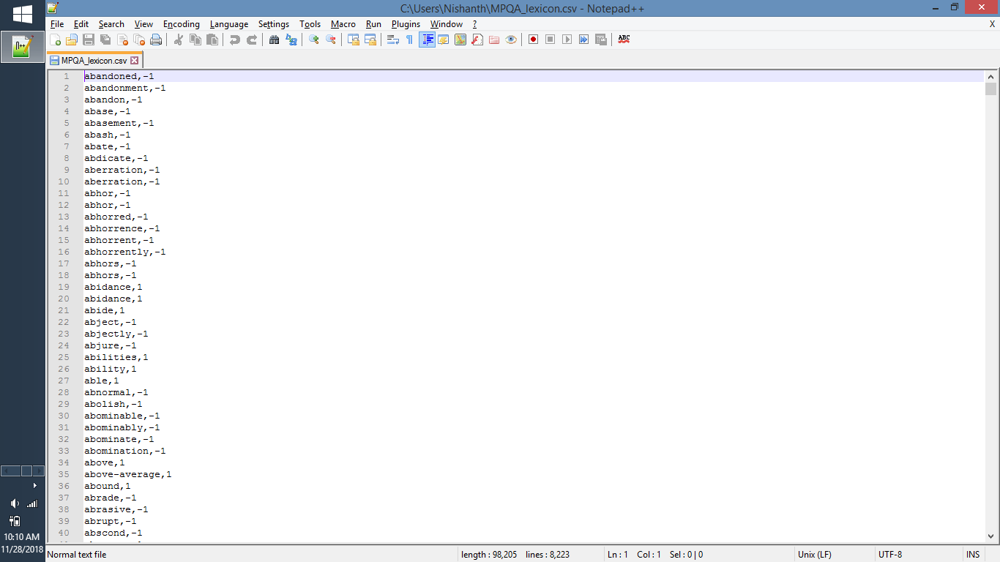 C:\Users\Nishanth\MPQA_lexicon.csv - Notepad++
File Edit Search View Encoding Language Settings Tools Macro Run Plugins Window ? X
ABC
MPQA_lexicon.csv
1 abandoned,-1
2 abandonment,-1
3 abandon,-1
4 abase,-1
5 abasement,-1
6 abash,-1
7 abate,-1
8 abdicate,-1
9 aberration,-1
10 aberration,-1
11 abhor,-1
12 abhor,-1
13 abhorred,-1
14 abhorrence,-1
15 abhorrent,-1
16 abhorrently,-1
17 abhors,-1
18 abhors,-1
19 abidance,1
20 abidance,1
21 abide,1
22 abject,-1
23 abjectly,-1
24 abjure,-1
25 abilities,1
26 ability,1
27 able,1
28 abnormal,-1
29 abolish,-1
30 abominable,-1
31 abominably,-1
32 abominate,-1
33 abomination,-1
34 above,1
35 above-average,1
36 abound,1
37 abrade,-1
38 abrasive,-1
39 abrupt,-1
40 abscond,-1
10:10 AM
11/28/2018
Normal text file length : 98,205 lines : 8,223 Ln : 1 Col : 1 Sel : 0 | 0 Unix (LF) UTF-8 INS